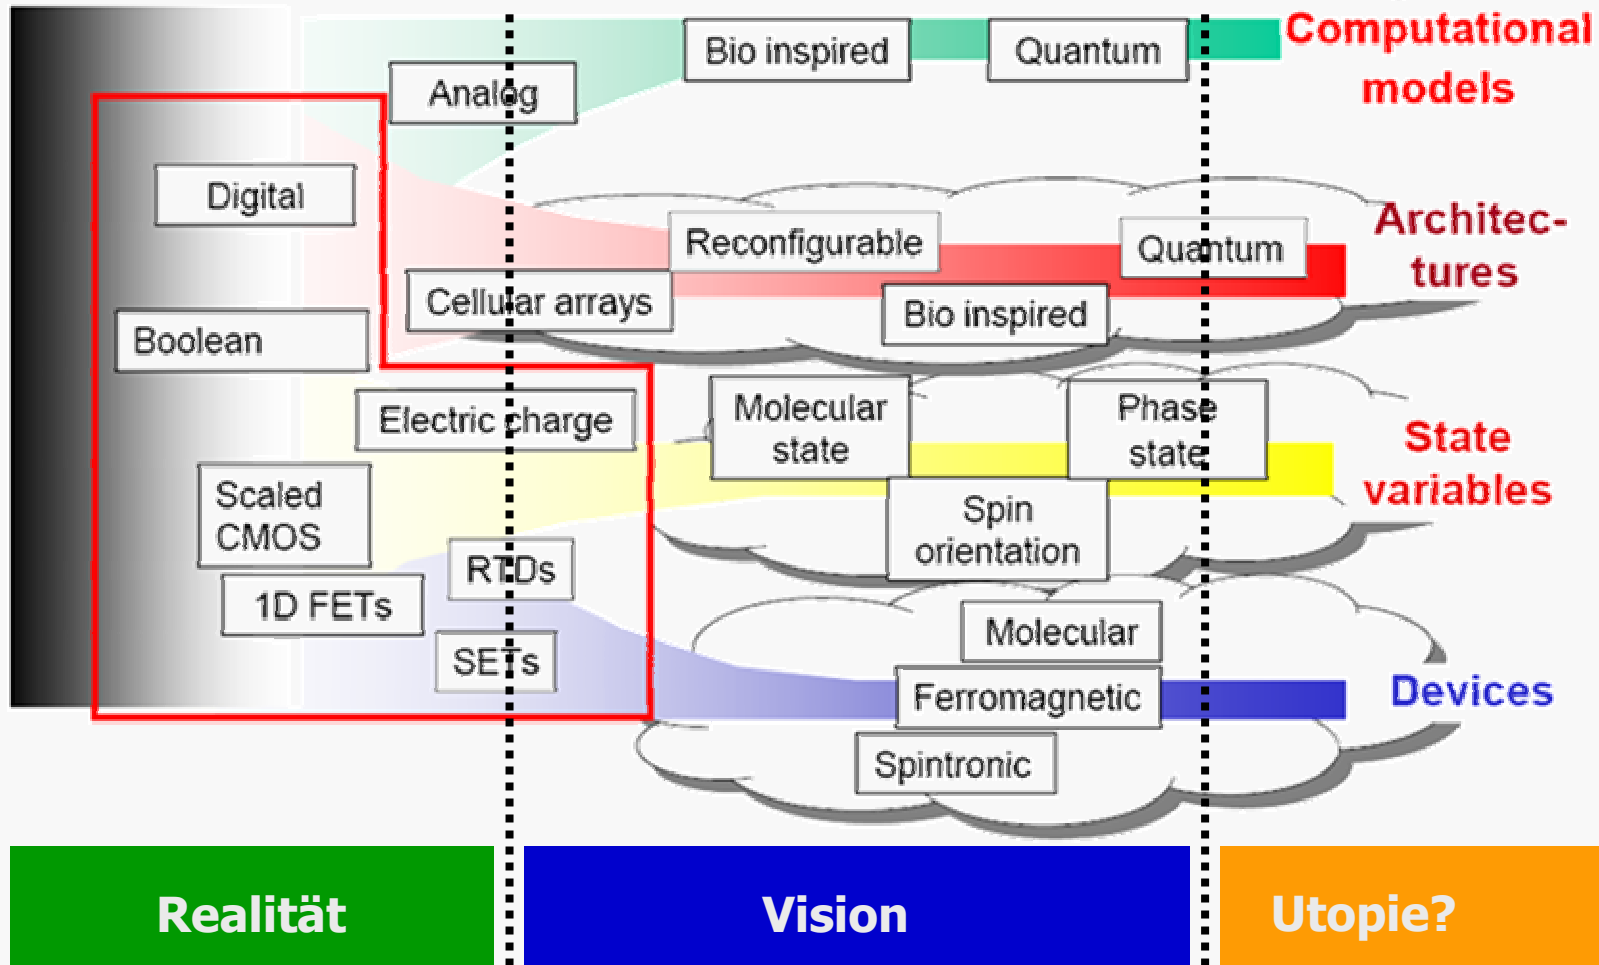 Bio inspired
Quantum
Computational
models
Analog
Digital
Architec-
tures
Reconfigurable
Quantum
Cellular arrays
Bio inspired
Boolean
Electric charge
Molecular
state
Phase
state
State
variables
Scaled
CMOS
Spin
orientation
RTDs
1D FETs
Molecular
SETs
Ferromagnetic
Devices
Spintronic
Realität
Vision
Utopie?